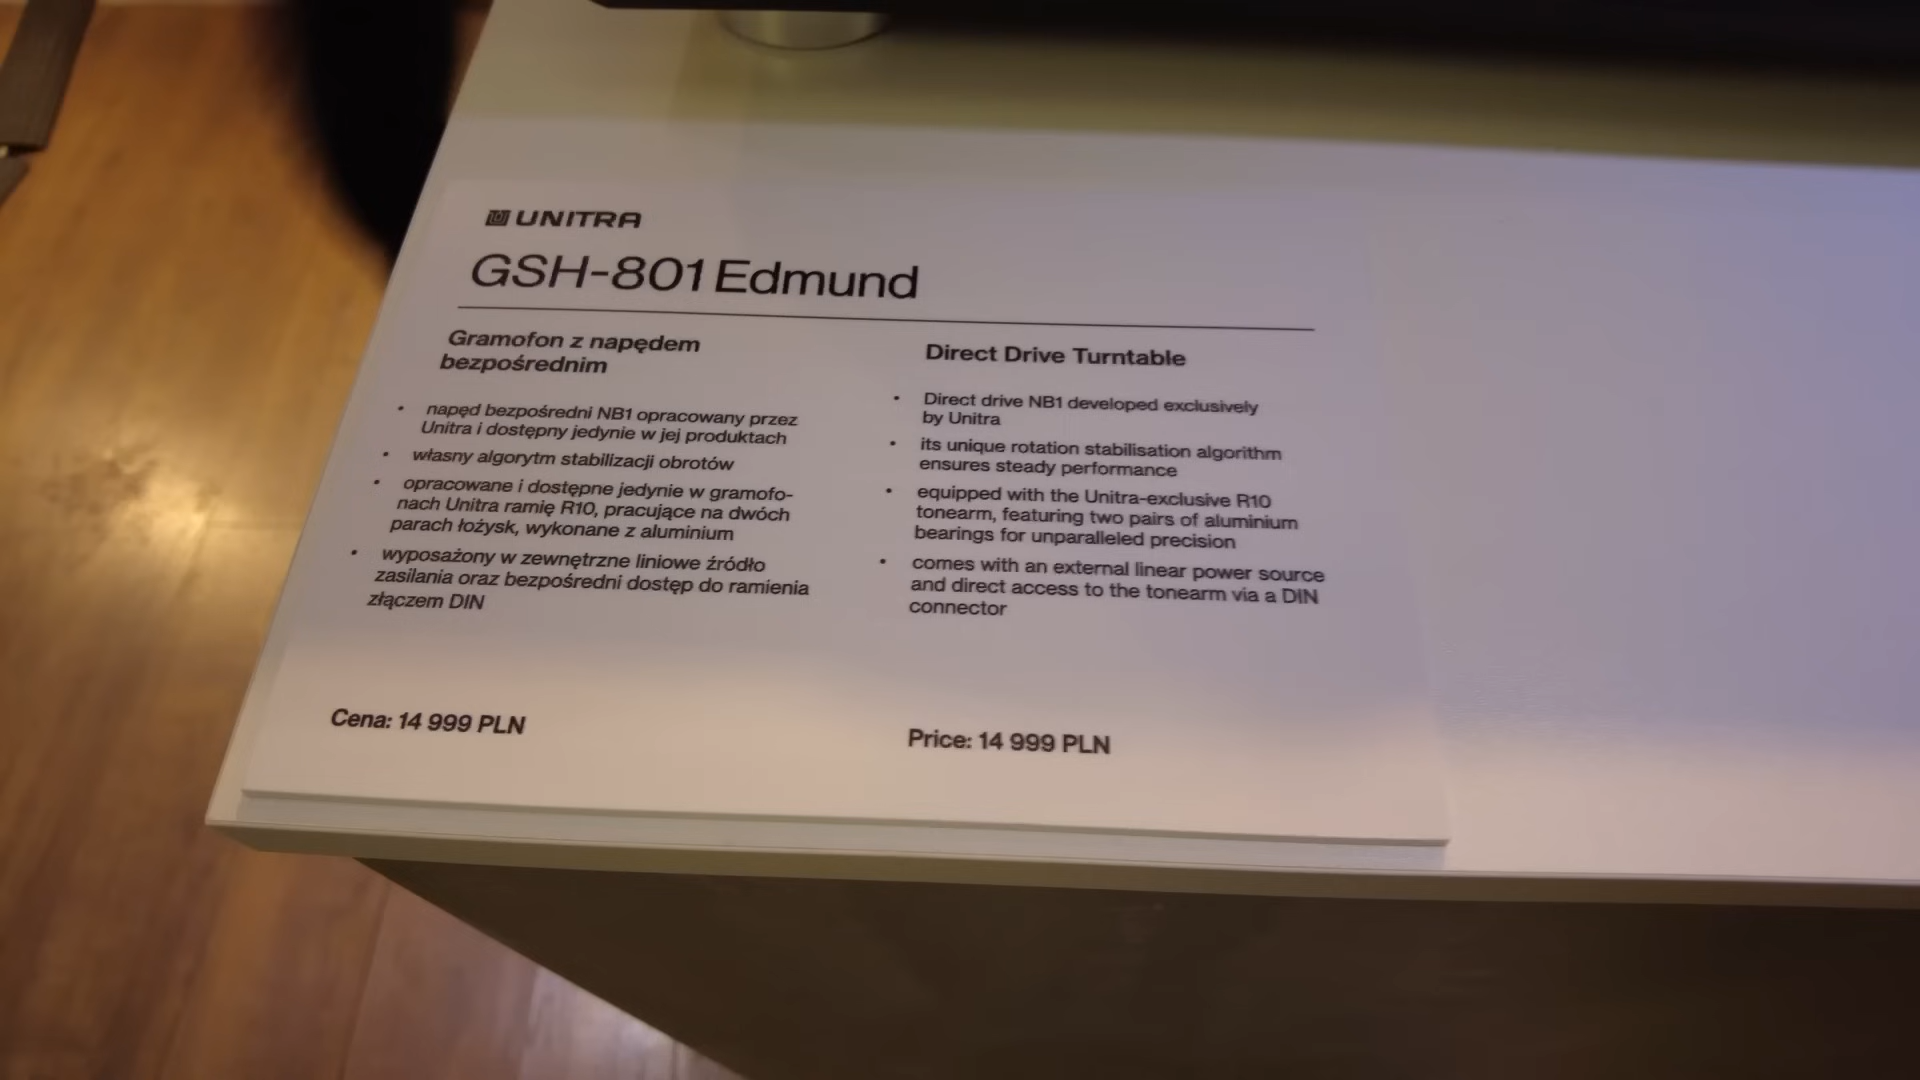 UNITRA
GSH-801 Edmund
Gramofon z napędem
bezpośrednim
• napęd bezpośredni NB1 opracowany przez
Unitra i dostępny jedynie w jej produktach
• własny algorytm stabilizacji obrotów
• opracowane i dostępne jedynie w gramofo-
nach Unitra ramię R10, pracujące na dwóch
parach łożysk, wykonane z aluminium
• wyposażony w zewnętrzne liniowe źródło
zasilania oraz bezpośredni dostęp do ramienia
złączem DIN
Cena: 14 999 PLN
Direct Drive Turntable
• Direct drive NB1 developed exclusively
by Unitra
• its unique rotation stabilisation algorithm
ensures steady performance
• equipped with the Unitra-exclusive R10
tonearm, featuring two pairs of aluminium
bearings for unparalleled precision
• comes with an external linear power source
and direct access to the tonearm via a DIN
connector
Price: 14 999 PLN